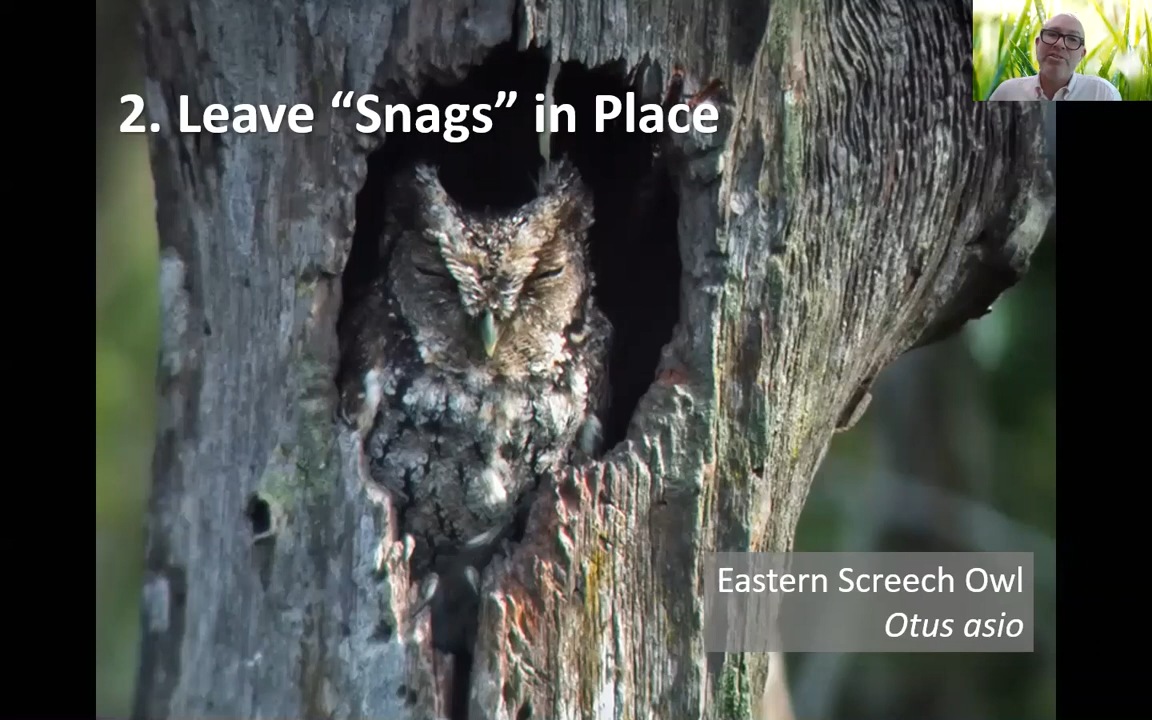 2. Leave “Snags” in Place
Eastern Screech Owl
Otus asio